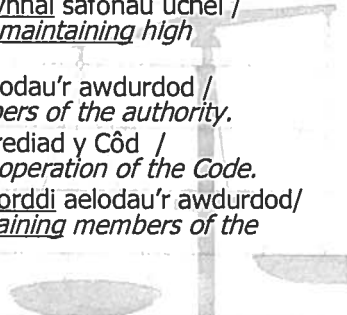 safonau uchel /
maintaining high
odau'r awdurdod /
ers of the authority.
rediad y Côd /
operation of the Code.
orddi aelodau'r awdurdod/
aining members of the